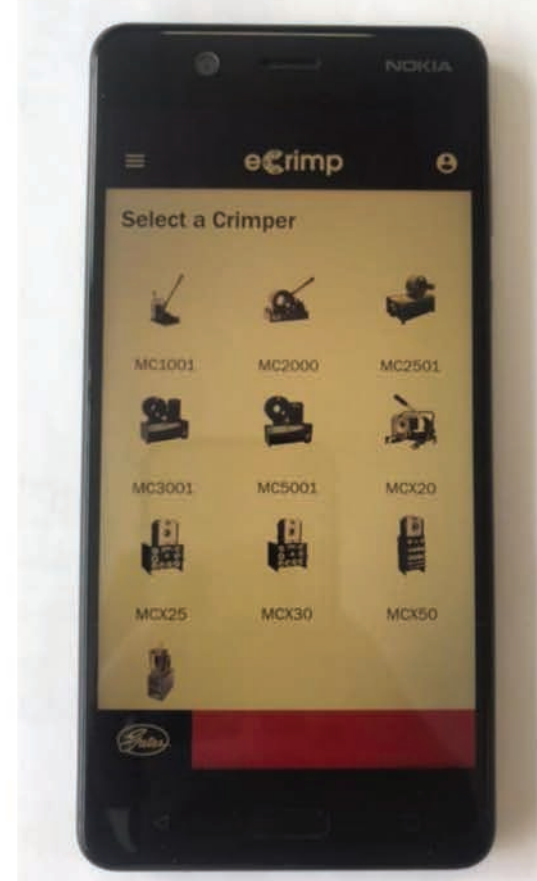 NOKIA
eCrimp
Select a Crimper
MC1001 MC2000 MC2501
MC3001 MC5001 MCX20
MCX25 MCX30 MCX50
Gates